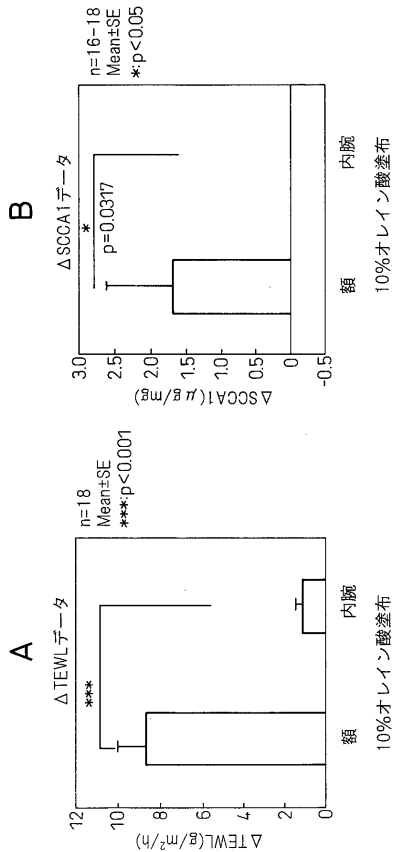 A
ΔTEWLデータ
n=18
Mean±SE
***:p<0.001
***
ΔTEWL(g/m²/h)
12
10
8
6
4
2
0
額 内腕
10%オレイン酸塗布
B
ΔSCCA1データ
n=16-18
Mean±SE
*:p<0.05
*
p=0.0317
ΔSCCA1(μg/mg)
3.0
2.5
2.0
1.5
1.0
0.5
0
-0.5
額 内腕
10%オレイン酸塗布